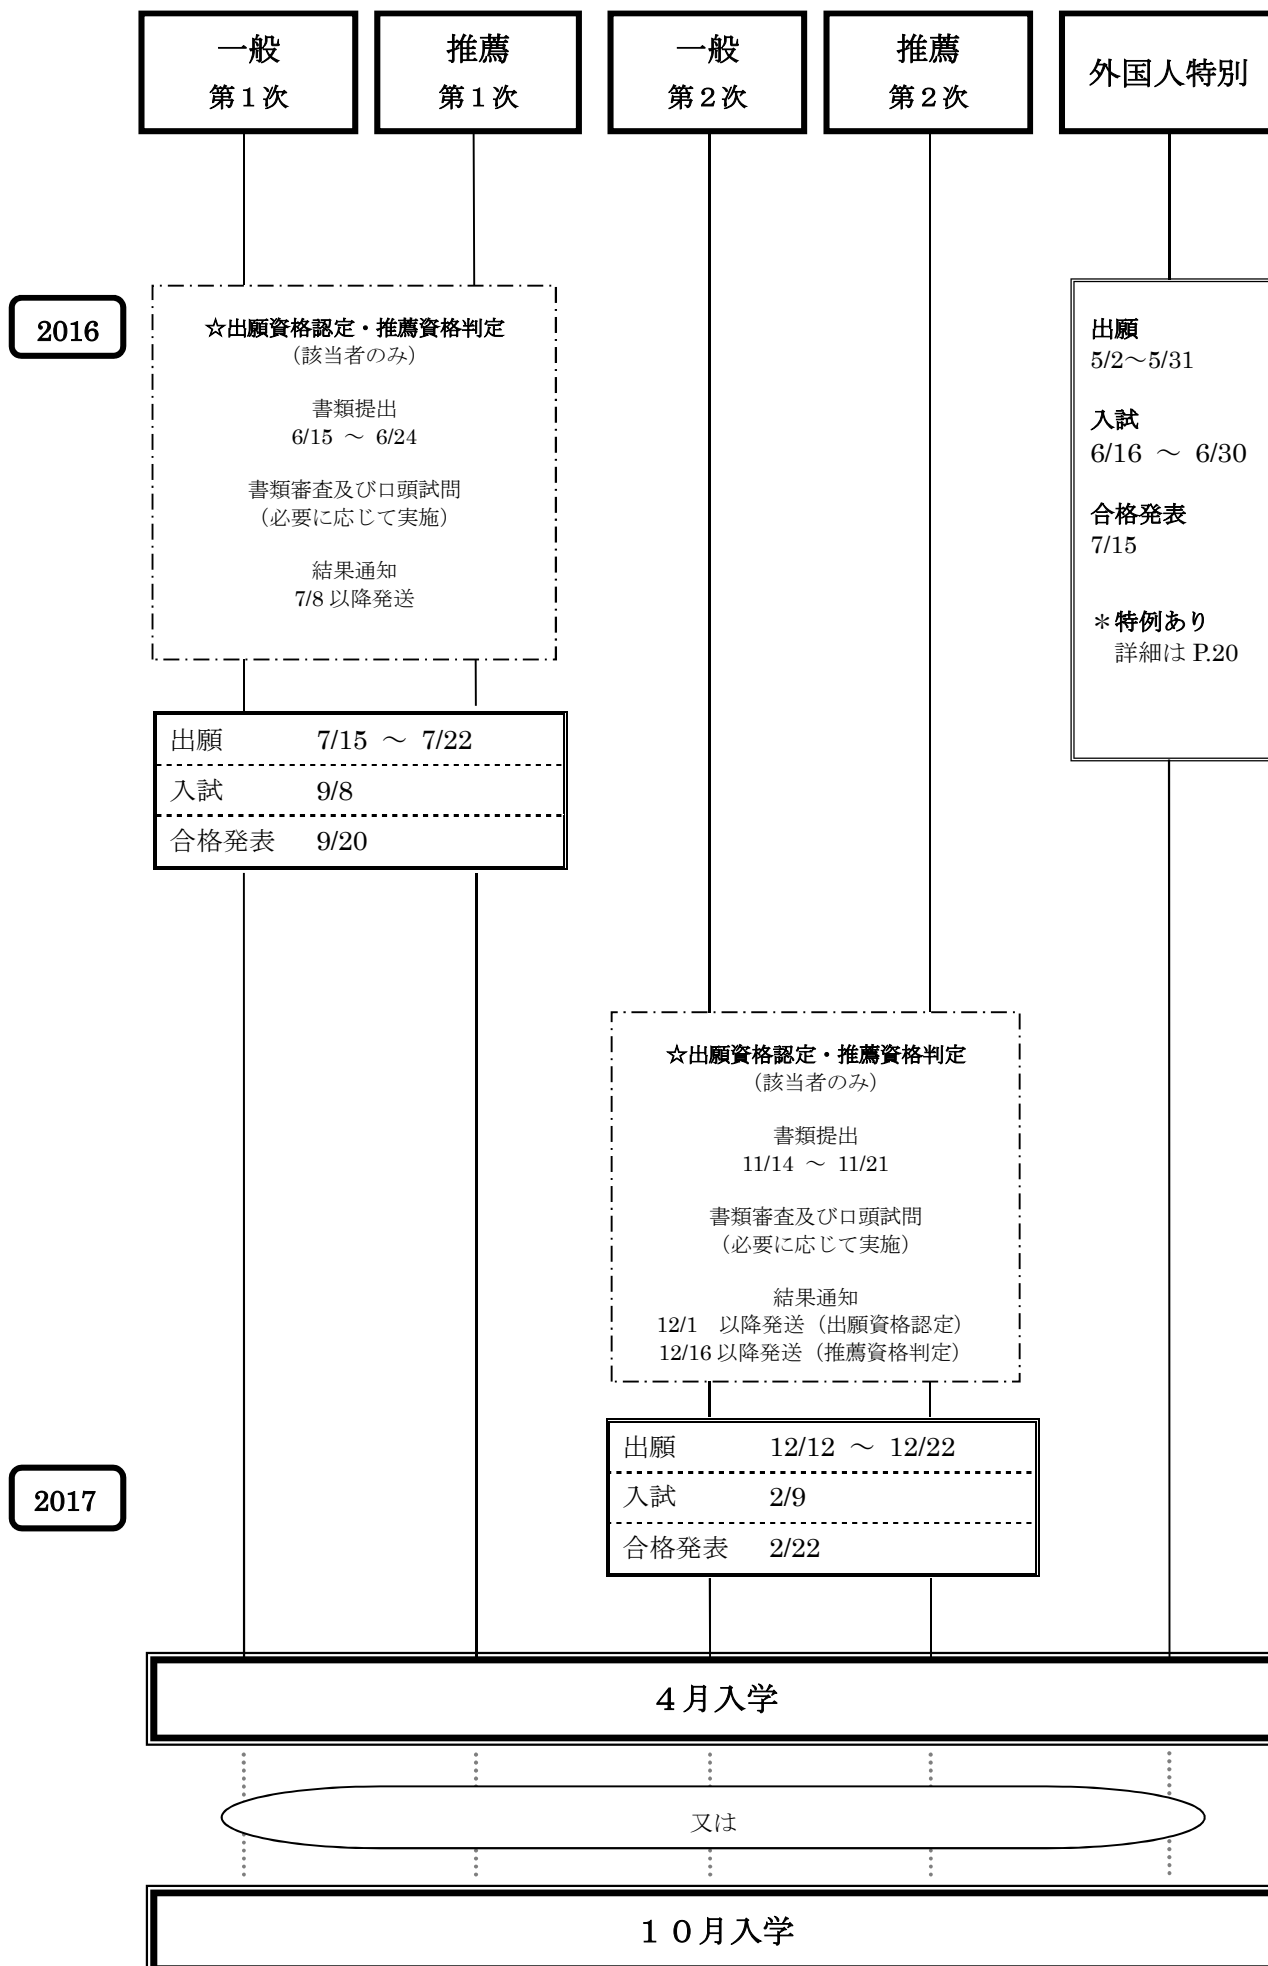 一般
第１次
推薦
第１次
一般
第２次
推薦
第２次
外国人特別
2016
☆出願資格認定・推薦資格判定
（該当者のみ）
書類提出
6/15 ～ 6/24
書類審査及び口頭試問
（必要に応じて実施）
結果通知
7/8 以降発送
出願
5/2～5/31
入試
6/16 ～ 6/30
合格発表
7/15
＊特例あり
詳細は P.20
出願 7/15 ～ 7/22
入試 9/8
合格発表 9/20
☆出願資格認定・推薦資格判定
（該当者のみ）
書類提出
11/14 ～ 11/21
書類審査及び口頭試問
（必要に応じて実施）
結果通知
12/1 以降発送（出願資格認定）
12/16 以降発送（推薦資格判定）
2017
出願 12/12 ～ 12/22
入試 2/9
合格発表 2/22
４月入学
又は
１０月入学